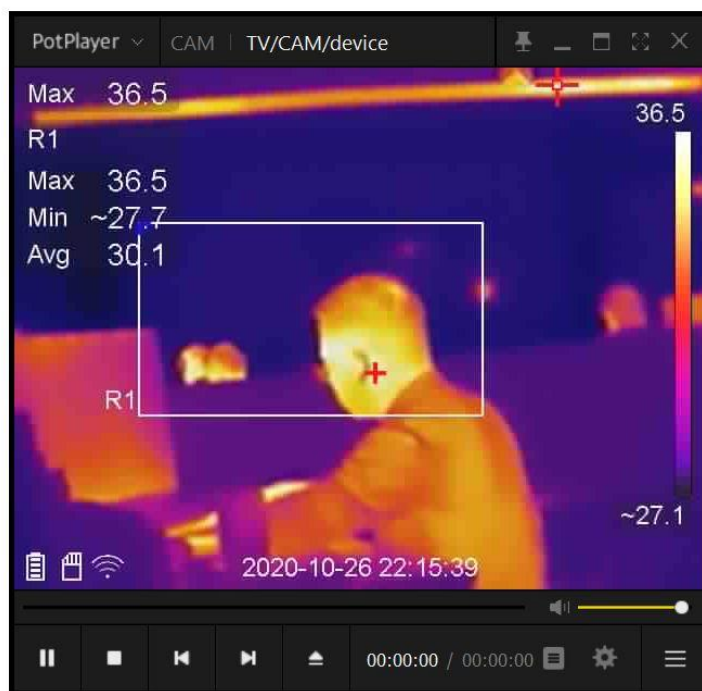 PotPlayer CAM TV/CAM/device
Max 36.5
36.5
R1
Max 36.5
Min ~27.7
Avg 30.1
R1
~27.1
2020-10-26 22:15:39
00:00:00 / 00:00:00